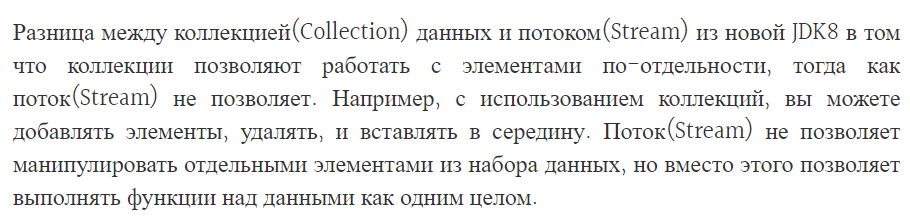 Разница между коллекцией(Collection) данных и потоком(Stream) из новой JDK8 в том
что коллекции позволяют работать с элементами по-отдельности, тогда как
поток(Stream) не позволяет. Например, с использованием коллекций, вы можете
добавлять элементы, удалять, и вставлять в середину. Поток(Stream) не позволяет
манипулировать отдельными элементами из набора данных, но вместо этого позволяет
выполнять функции над данными как одним целом.